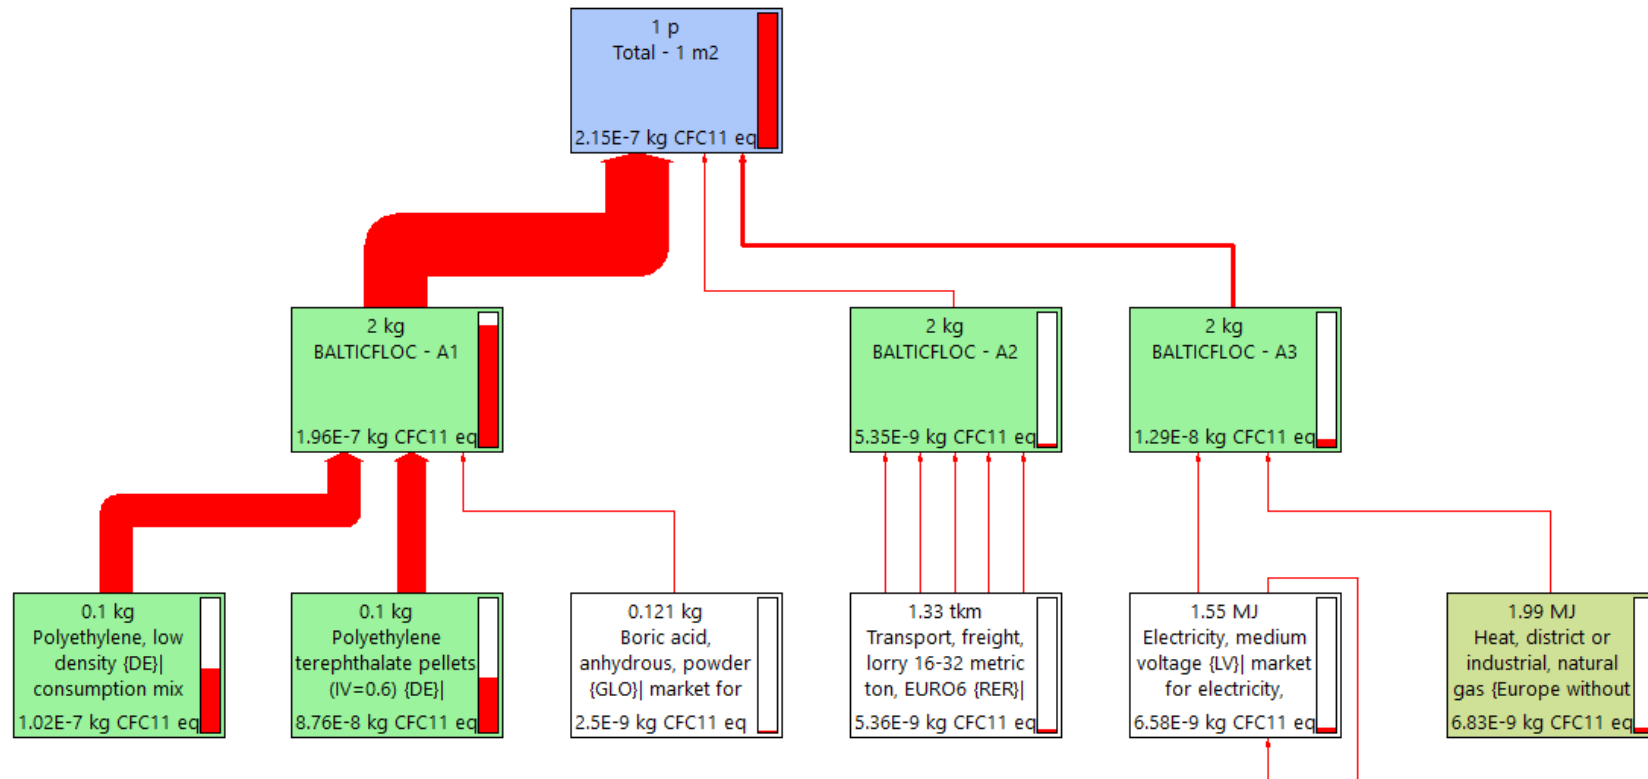 1 p
Total - 1 m2
2.15E-7 kg CFC11 eq
2 kg
BALTICFLOC - A1
1.96E-7 kg CFC11 eq
2 kg
BALTICFLOC - A2
5.35E-9 kg CFC11 eq
2 kg
BALTICFLOC - A3
1.29E-8 kg CFC11 eq
0.1 kg
Polyethylene, low
density {DE}|
consumption mix
1.02E-7 kg CFC11 eq
0.1 kg
Polyethylene
terephthalate pellets
(IV=0.6) {DE}|
8.76E-8 kg CFC11 eq
0.121 kg
Boric acid,
anhydrous, powder
{GLO}| market for
2.5E-9 kg CFC11 eq
1.33 tkm
Transport, freight,
lorry 16-32 metric
ton, EURO6 {RER}|
5.36E-9 kg CFC11 eq
1.55 MJ
Electricity, medium
voltage {LV}| market
for electricity,
6.58E-9 kg CFC11 eq
1.99 MJ
Heat, district or
industrial, natural
gas {Europe without
6.83E-9 kg CFC11 eq